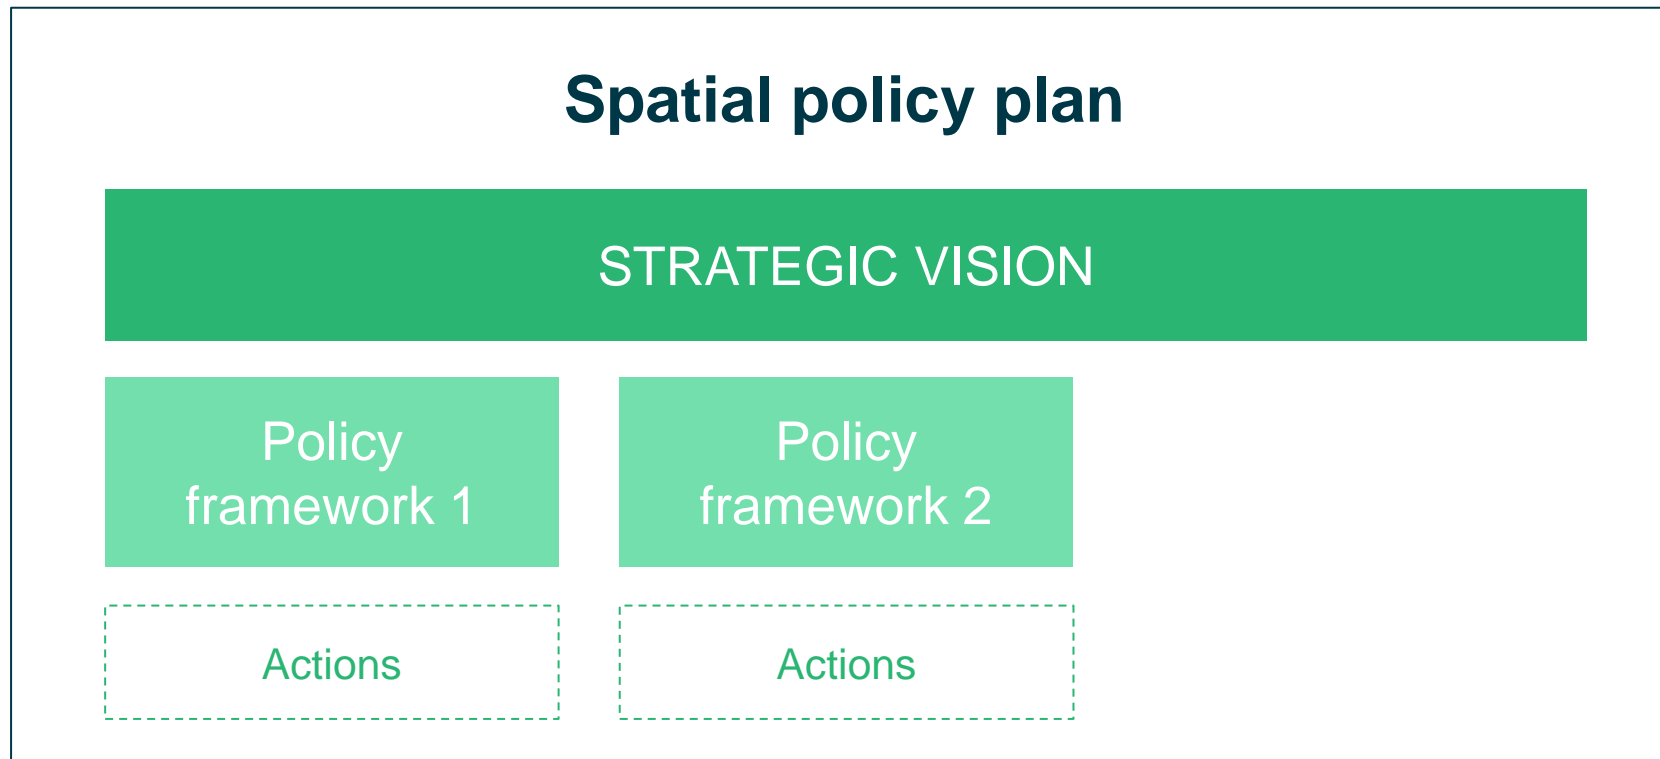 Spatial policy plan
STRATEGIC VISION
Policy
framework 1
Policy
framework 2
Actions
Actions